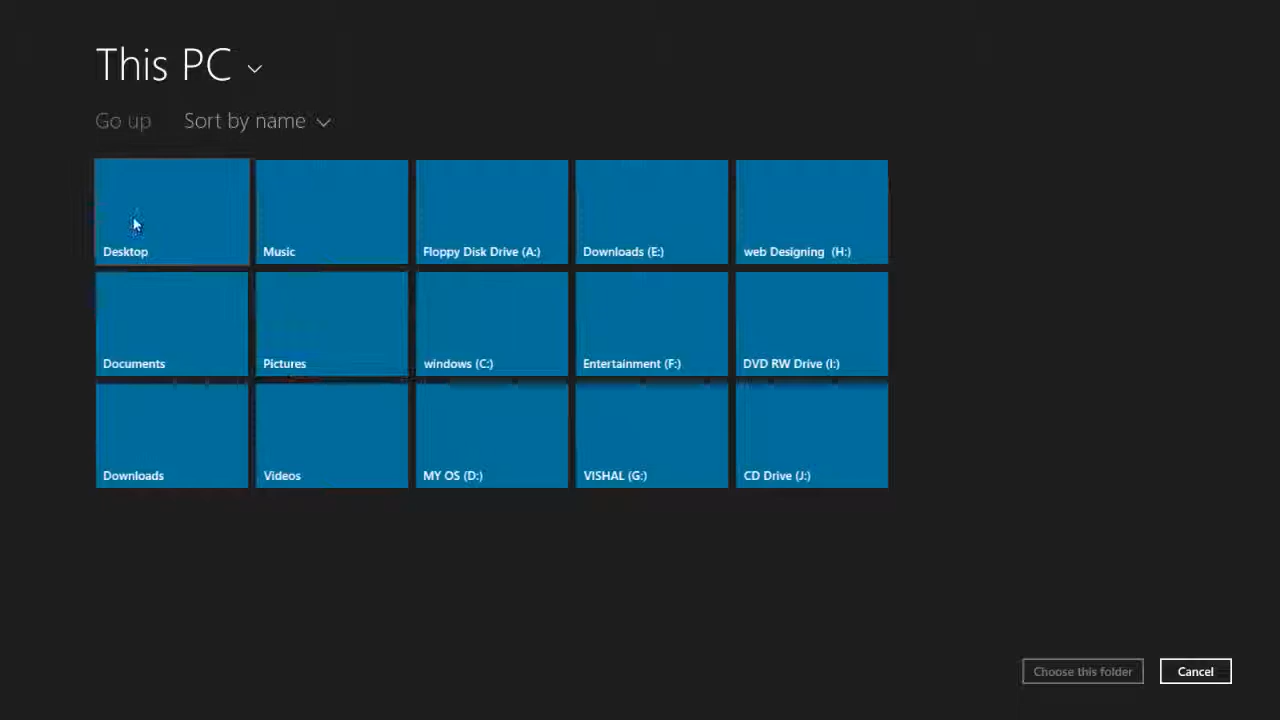 This PC
Go up Sort by name
Desktop Music Floppy Disk Drive (A:) Downloads (E:) web Designing (H:)
Documents Pictures windows (C:) Entertainment (F:) DVD RW Drive (I:)
Downloads Videos MY OS (D:) VISHAL (G:) CD Drive (J:)
Choose this folder Cancel